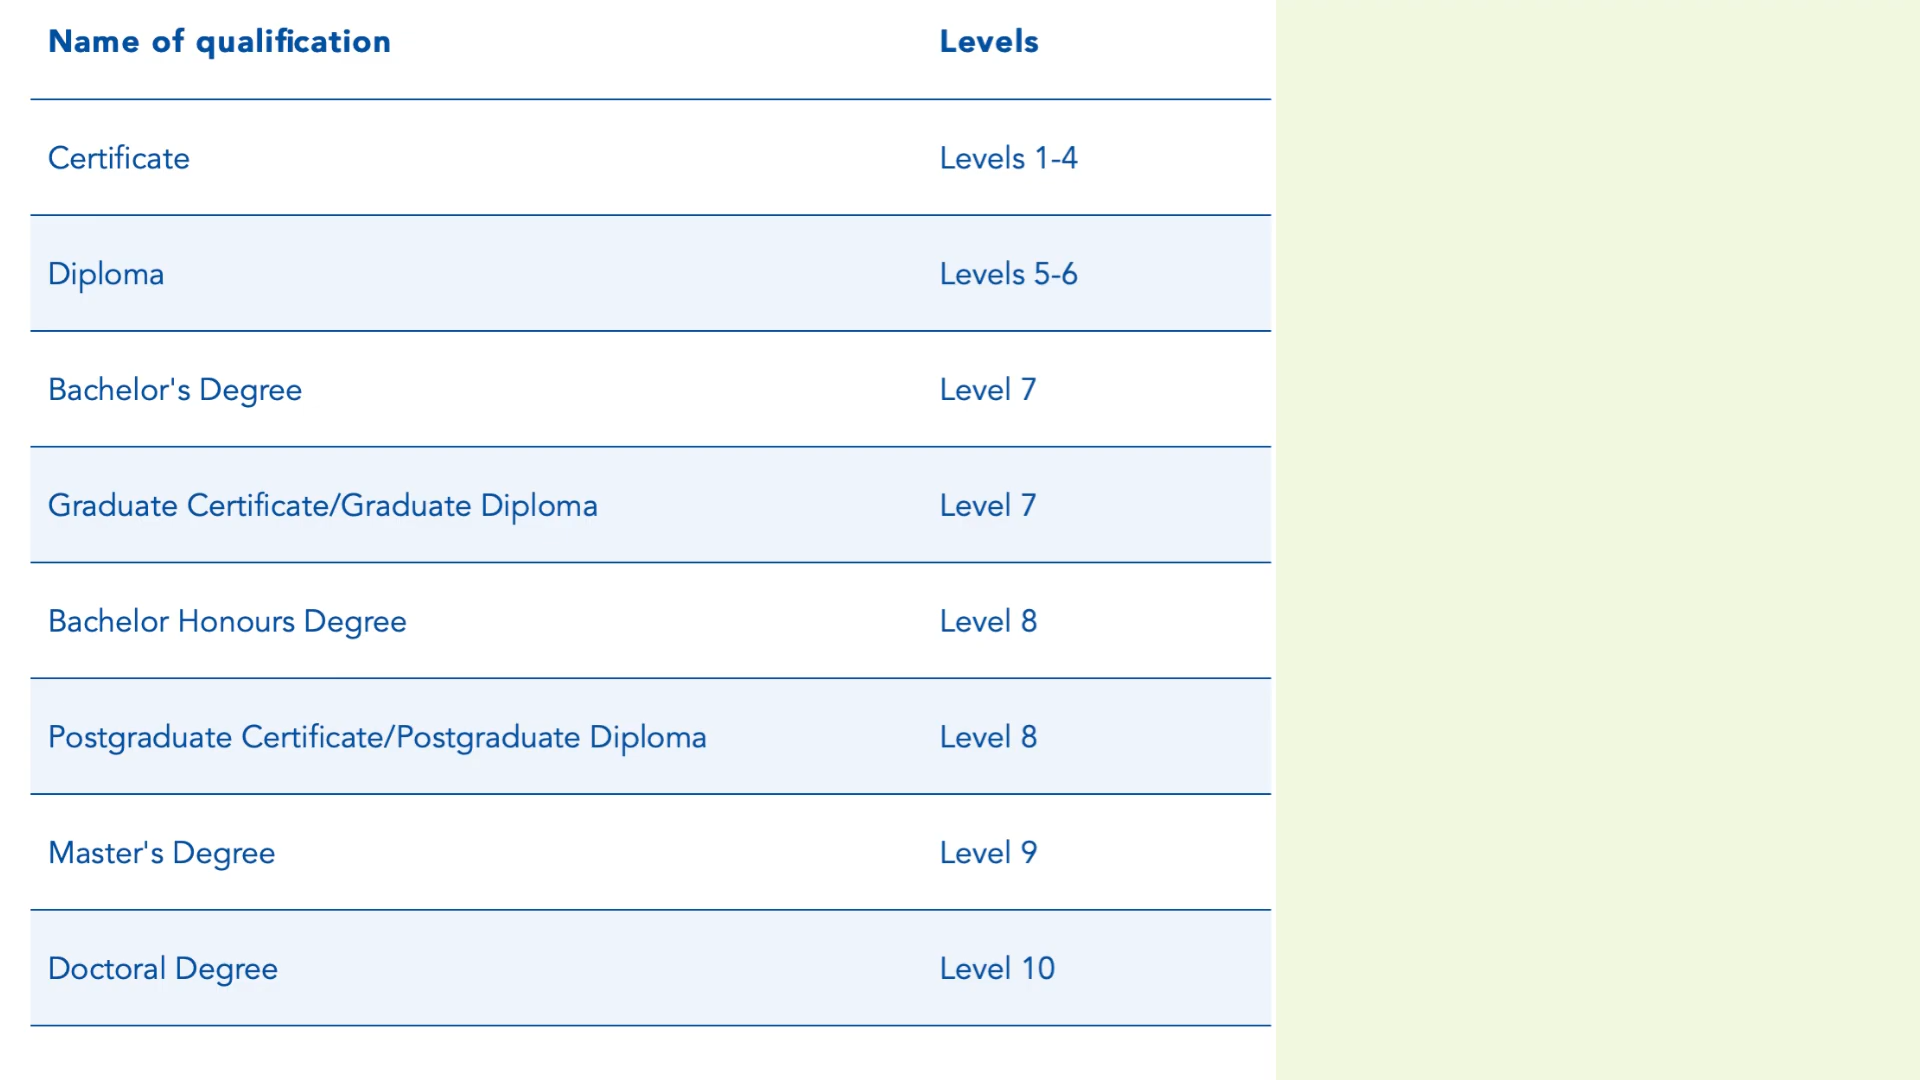 Name of qualification Levels
Certificate Levels 1-4
Diploma Levels 5-6
Bachelor's Degree Level 7
Graduate Certificate/Graduate Diploma Level 7
Bachelor Honours Degree Level 8
Postgraduate Certificate/Postgraduate Diploma Level 8
Master's Degree Level 9
Doctoral Degree Level 10